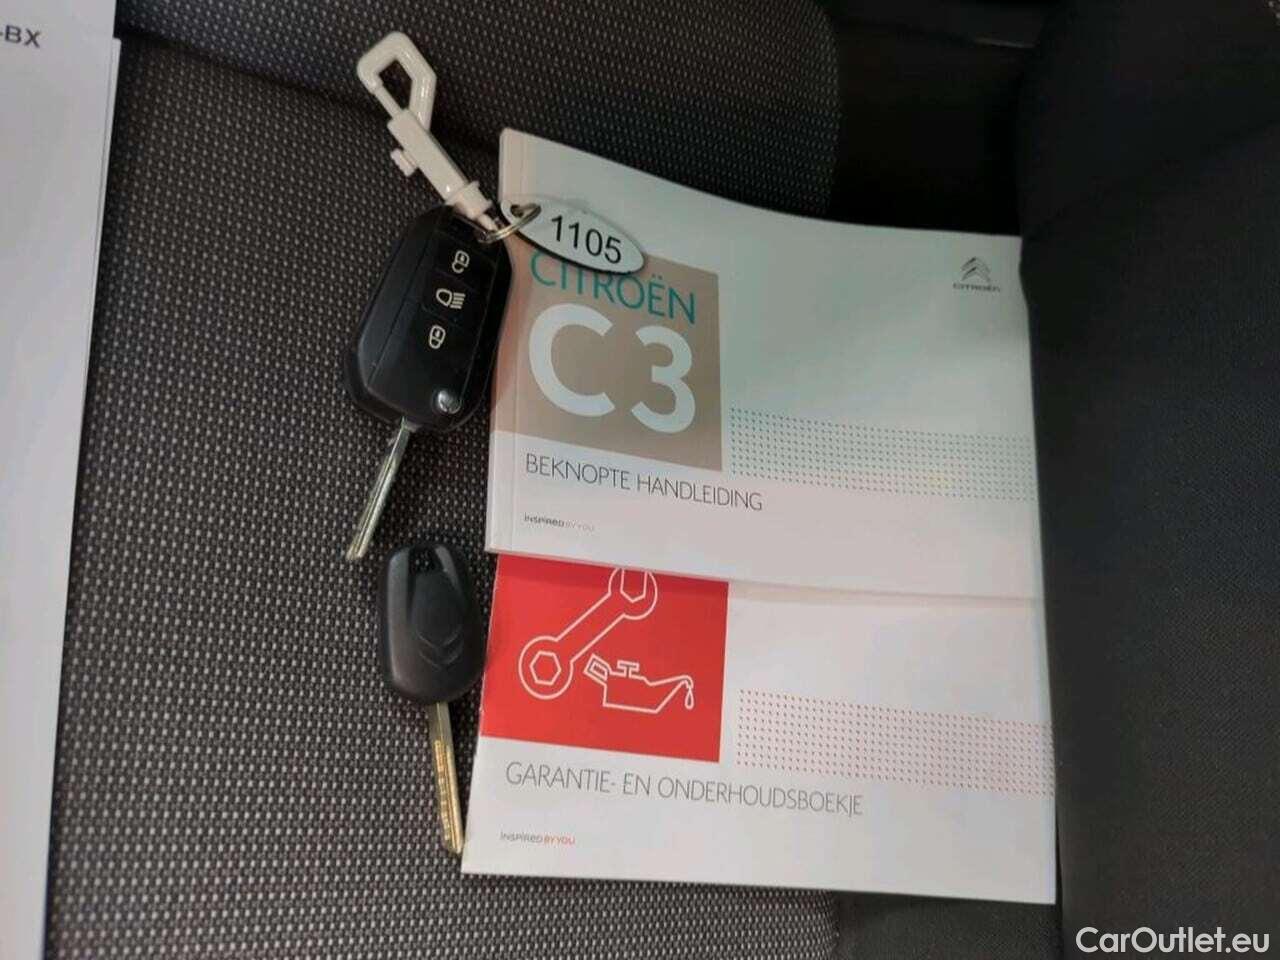 -BX
1105
CITROËN
C3
CITROËN
BEKNOPTE HANDLEIDING
INSPIRED BY YOU
GARANTIE- EN ONDERHOUDSBOEKJE
INSPIRED BY YOU
CarOutlet.eu